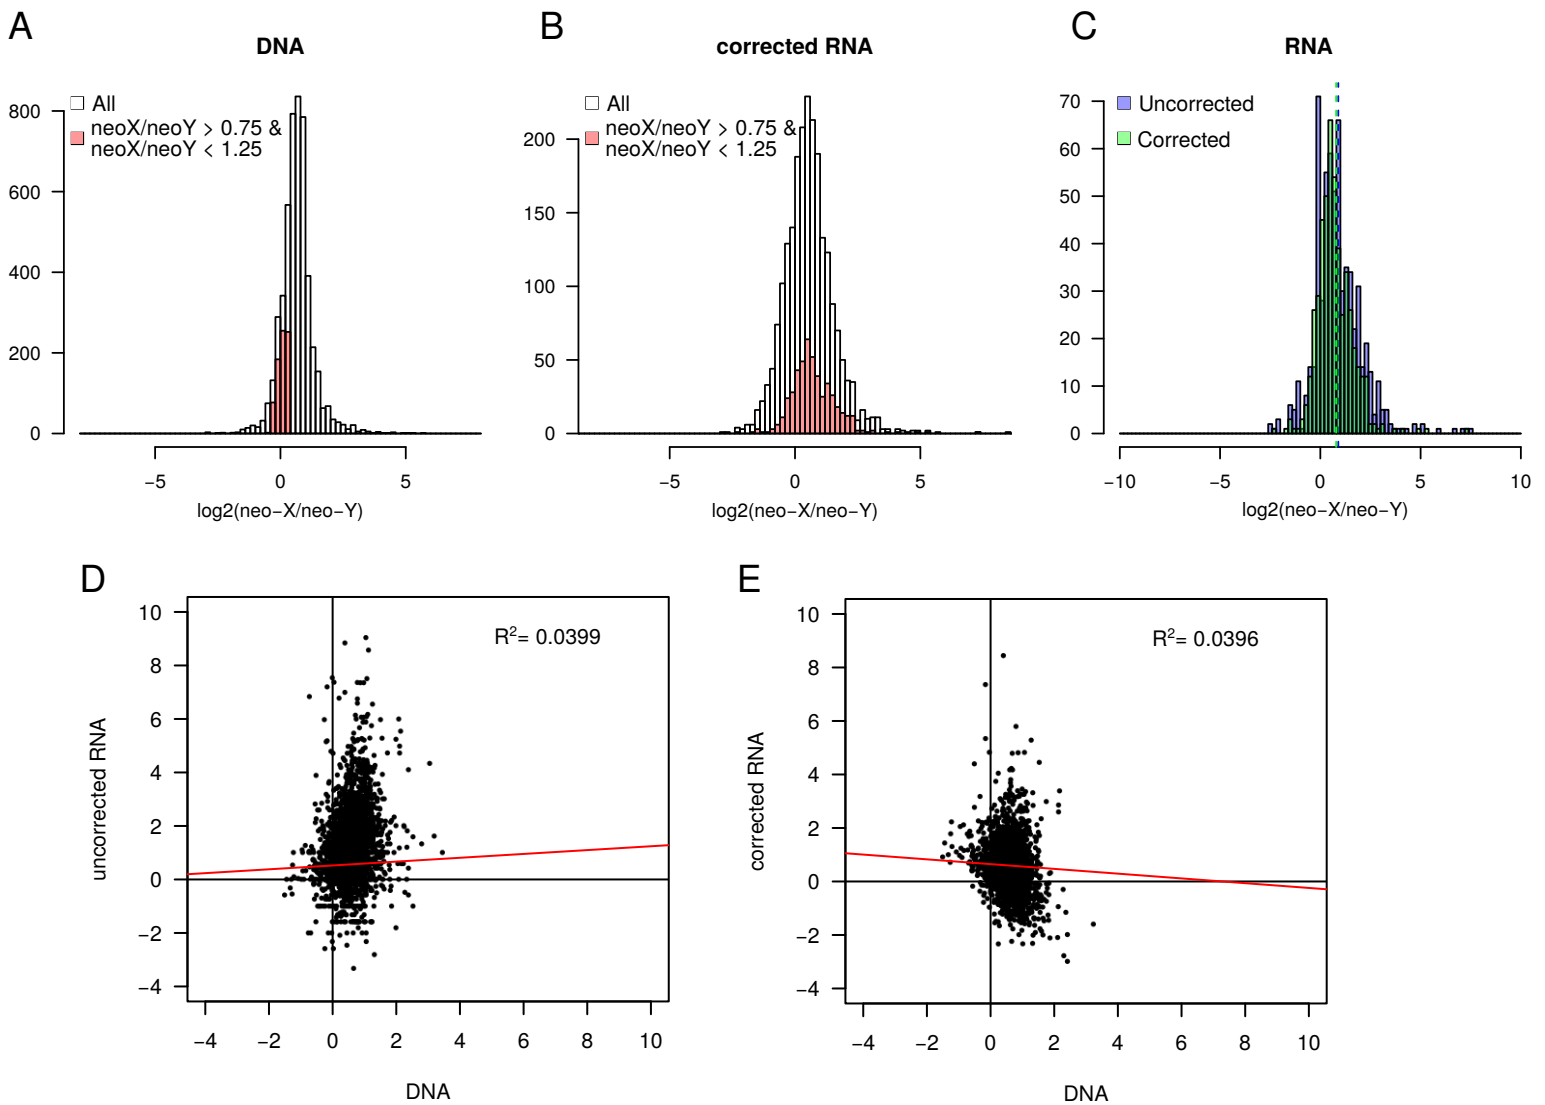 A
DNA
All
neoX/neoY > 0.75 &
neoX/neoY < 1.25
800
600
400
200
0
−5
0
5
log2(neo−X/neo−Y)
B
corrected RNA
All
neoX/neoY > 0.75 &
neoX/neoY < 1.25
200
150
100
50
0
−5
0
5
log2(neo−X/neo−Y)
C
RNA
Uncorrected
Corrected
70
60
50
40
30
20
10
0
−10
−5
0
5
10
log2(neo−X/neo−Y)
D
R²= 0.0399
10
8
6
4
2
0
−2
−4
uncorrected RNA
−4
−2
0
2
4
6
8
10
DNA
E
R²= 0.0396
10
8
6
4
2
0
−2
−4
corrected RNA
−4
−2
0
2
4
6
8
10
DNA